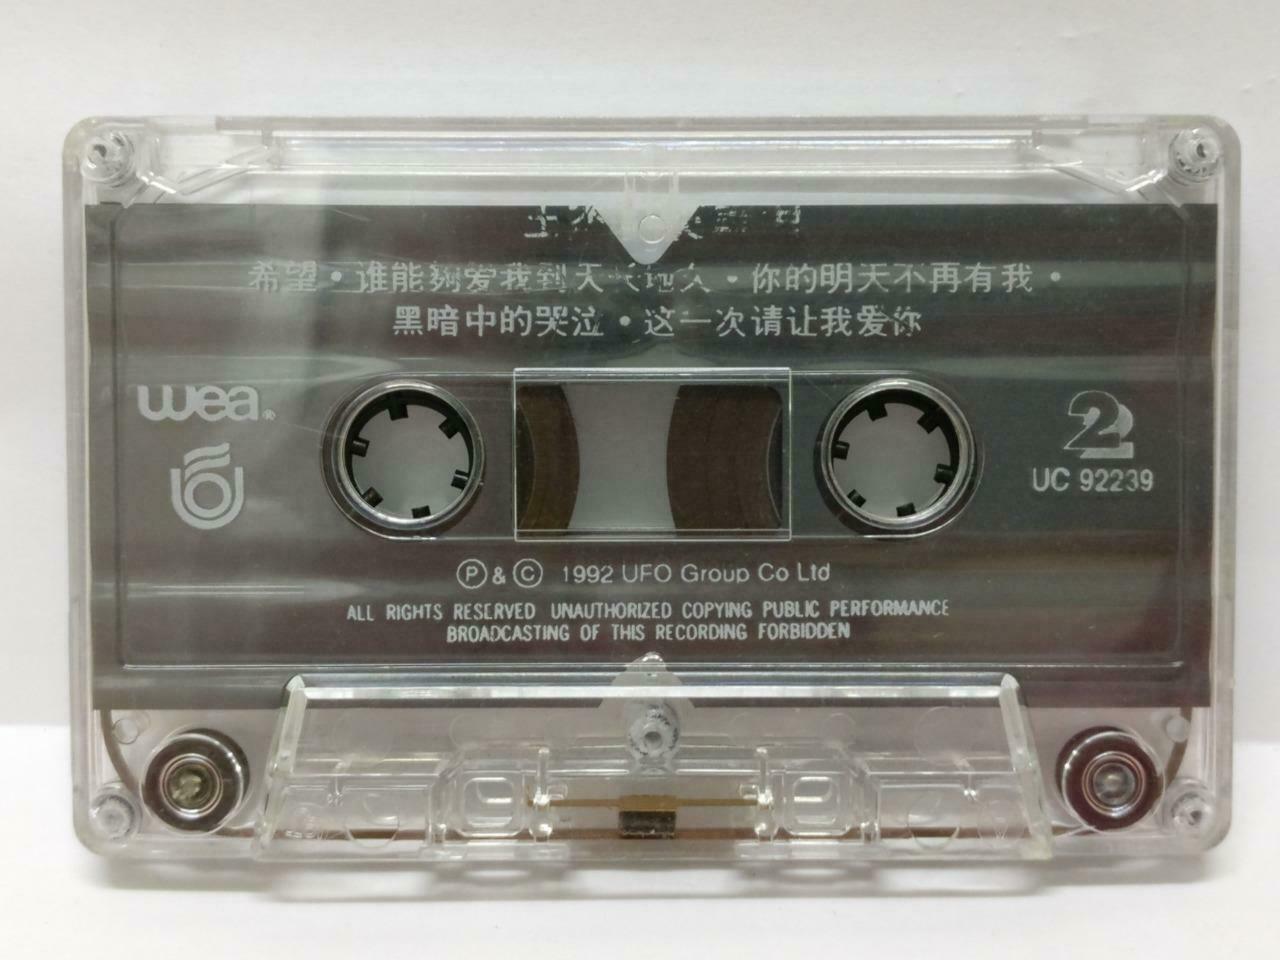 希望•谁能夠爱我到天长地久•你的明天不再有我•
黑暗中的哭泣•这一次请让我爱你
wea®
2
UC 92239
Ⓟ & © 1992 UFO Group Co Ltd
ALL RIGHTS RESERVED UNAUTHORIZED COPYING PUBLIC PERFORMANCE
BROADCASTING OF THIS RECORDING FORBIDDEN